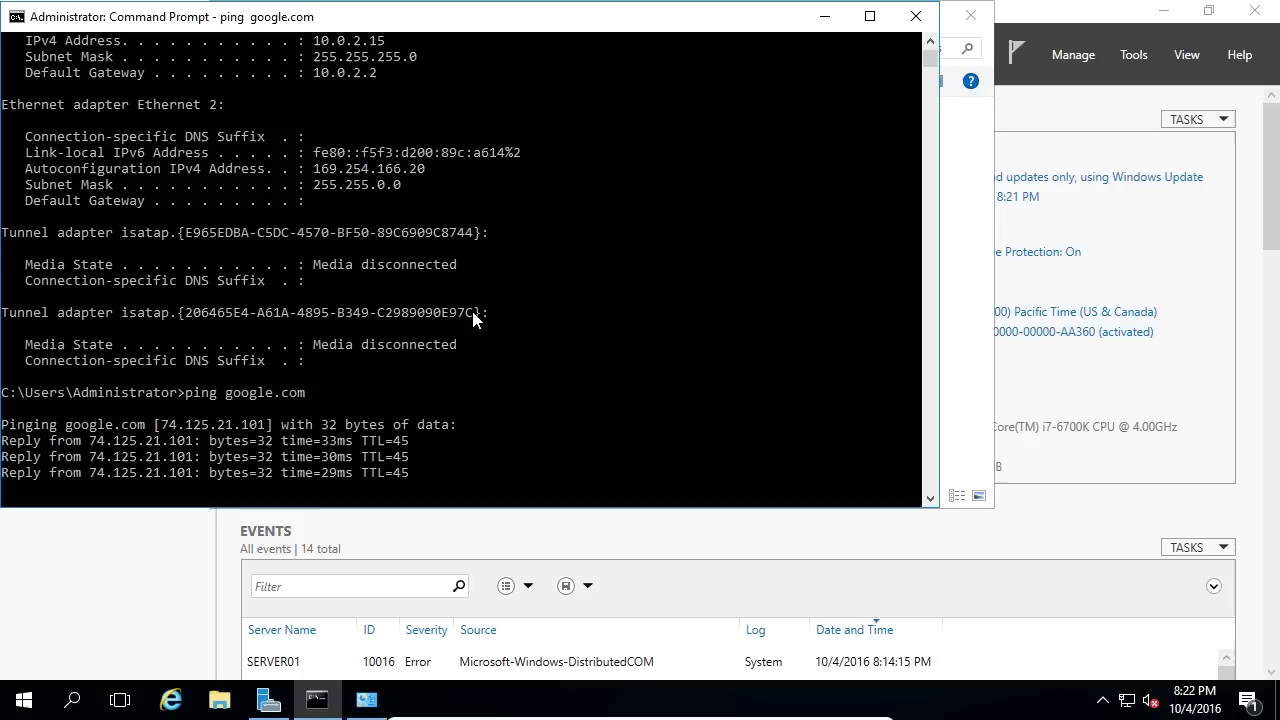 Administrator: Command Prompt - ping  google.com
   IPv4 Address. . . . . . . . . . . : 10.0.2.15
   Subnet Mask . . . . . . . . . . . : 255.255.255.0
   Default Gateway . . . . . . . . . : 10.0.2.2
Ethernet adapter Ethernet 2:
   Connection-specific DNS Suffix  . :
   Link-local IPv6 Address . . . . . : fe80::f5f3:d200:89c:a614%2
   Autoconfiguration IPv4 Address. . : 169.254.166.20
   Subnet Mask . . . . . . . . . . . : 255.255.0.0
   Default Gateway . . . . . . . . . :
Tunnel adapter isatap.{E965EDBA-C5DC-4570-BF50-89C6909C8744}:
   Media State . . . . . . . . . . . : Media disconnected
   Connection-specific DNS Suffix  . :
Tunnel adapter isatap.{206465E4-A61A-4895-B349-C2989090E97C}:
   Media State . . . . . . . . . . . : Media disconnected
   Connection-specific DNS Suffix  . :
C:\Users\Administrator>ping google.com
Pinging google.com [74.125.21.101] with 32 bytes of data:
Reply from 74.125.21.101: bytes=32 time=33ms TTL=45
Reply from 74.125.21.101: bytes=32 time=30ms TTL=45
Reply from 74.125.21.101: bytes=32 time=29ms TTL=45
Manage Tools View Help
TASKS
updates only, using Windows Update
8:21 PM
Protection: On
Pacific Time (US & Canada)
0000-00000-AA360 (activated)
i7-6700K CPU @ 4.00GHz
EVENTS
All events | 14 total
TASKS
Filter
Server Name ID Severity Source Log Date and Time
SERVER01 10016 Error Microsoft-Windows-DistributedCOM System 10/4/2016 8:14:15 PM
8:22 PM
10/4/2016
1